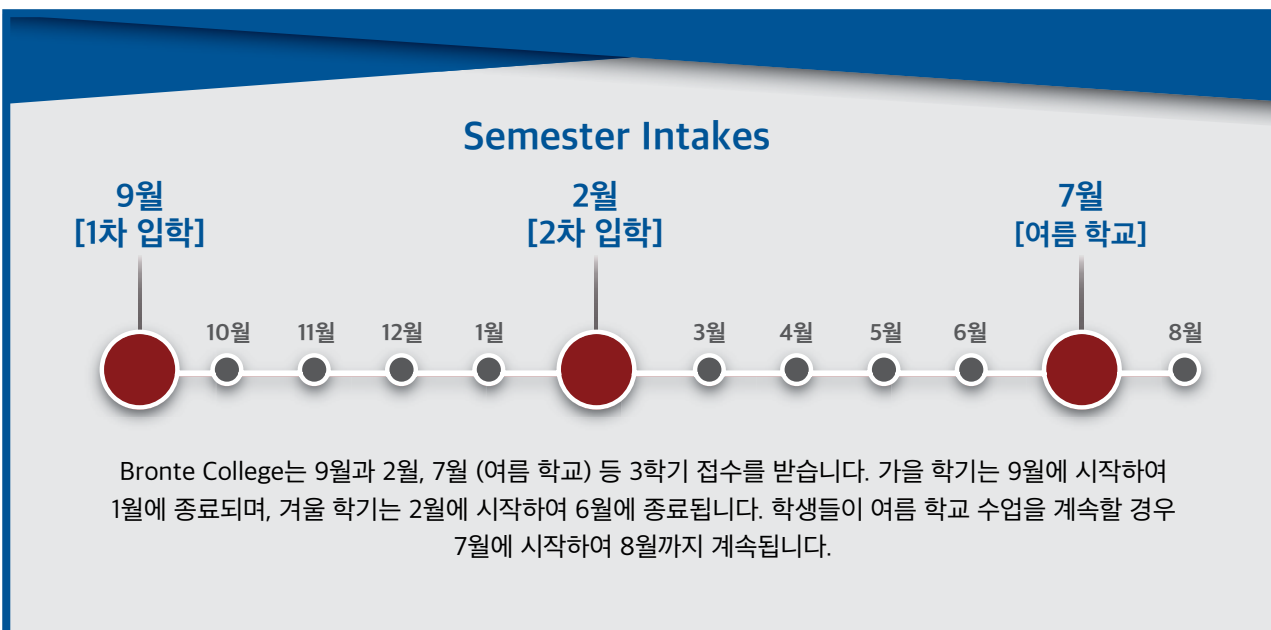 Semester Intakes
9월
[1차 입학]
2월
[2차 입학]
7월
[여름 학교]
10월
11월
12월
1월
3월
4월
5월
6월
8월
Bronte College는 9월과 2월, 7월 (여름 학교) 등 3학기 접수를 받습니다. 가을 학기는 9월에 시작하여
1월에 종료되며, 겨울 학기는 2월에 시작하여 6월에 종료됩니다. 학생들이 여름 학교 수업을 계속할 경우
7월에 시작하여 8월까지 계속됩니다.